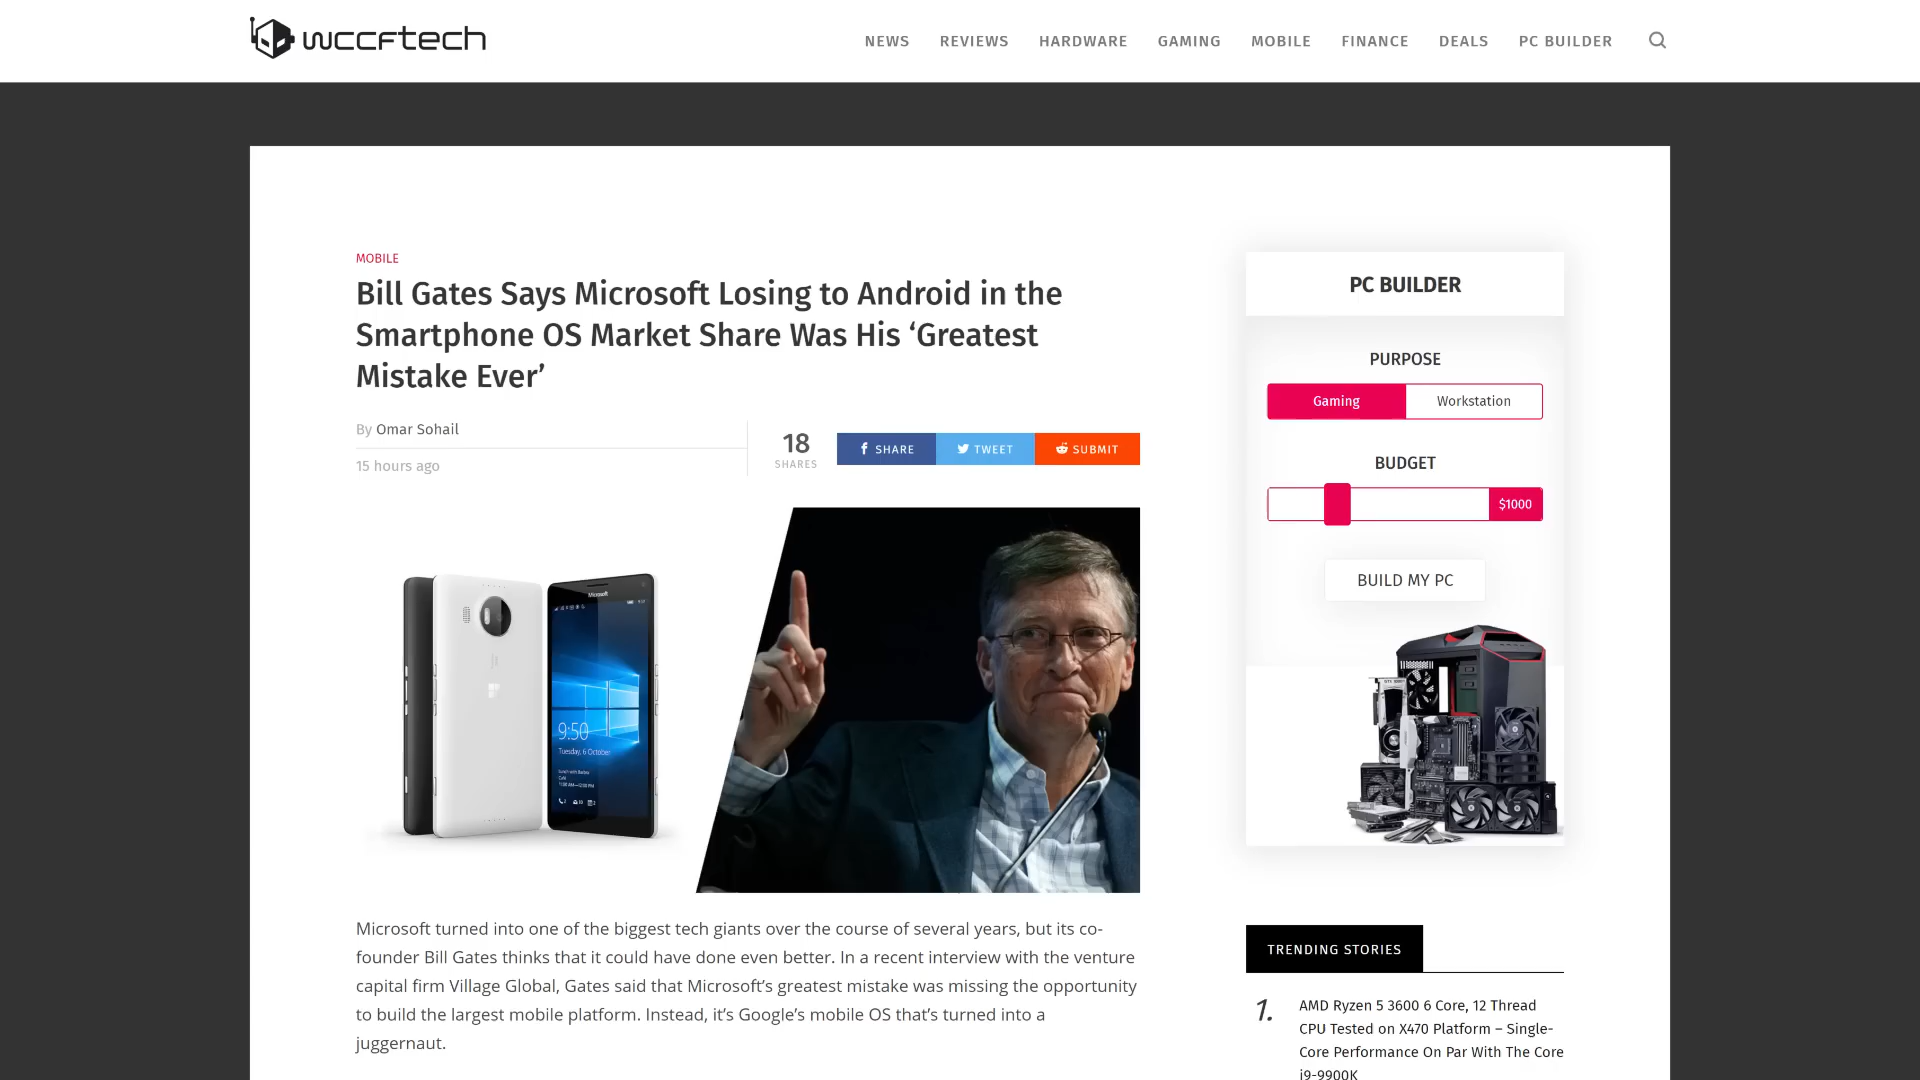 wccftech
NEWS REVIEWS HARDWARE GAMING MOBILE FINANCE DEALS PC BUILDER
MOBILE
Bill Gates Says Microsoft Losing to Android in the
Smartphone OS Market Share Was His ‘Greatest
Mistake Ever’
By Omar Sohail
15 hours ago
18
SHARES
SHARE TWEET SUBMIT
Microsoft
9:50
Tuesday, 6 October
Microsoft turned into one of the biggest tech giants over the course of several years, but its co-
founder Bill Gates thinks that it could have done even better. In a recent interview with the venture
capital firm Village Global, Gates said that Microsoft’s greatest mistake was missing the opportunity
to build the largest mobile platform. Instead, it’s Google’s mobile OS that’s turned into a
juggernaut.
PC BUILDER
PURPOSE
Gaming Workstation
BUDGET
$1000
BUILD MY PC
TRENDING STORIES
1.
AMD Ryzen 5 3600 6 Core, 12 Thread
CPU Tested on X470 Platform – Single-
Core Performance On Par With The Core
i9-9900K